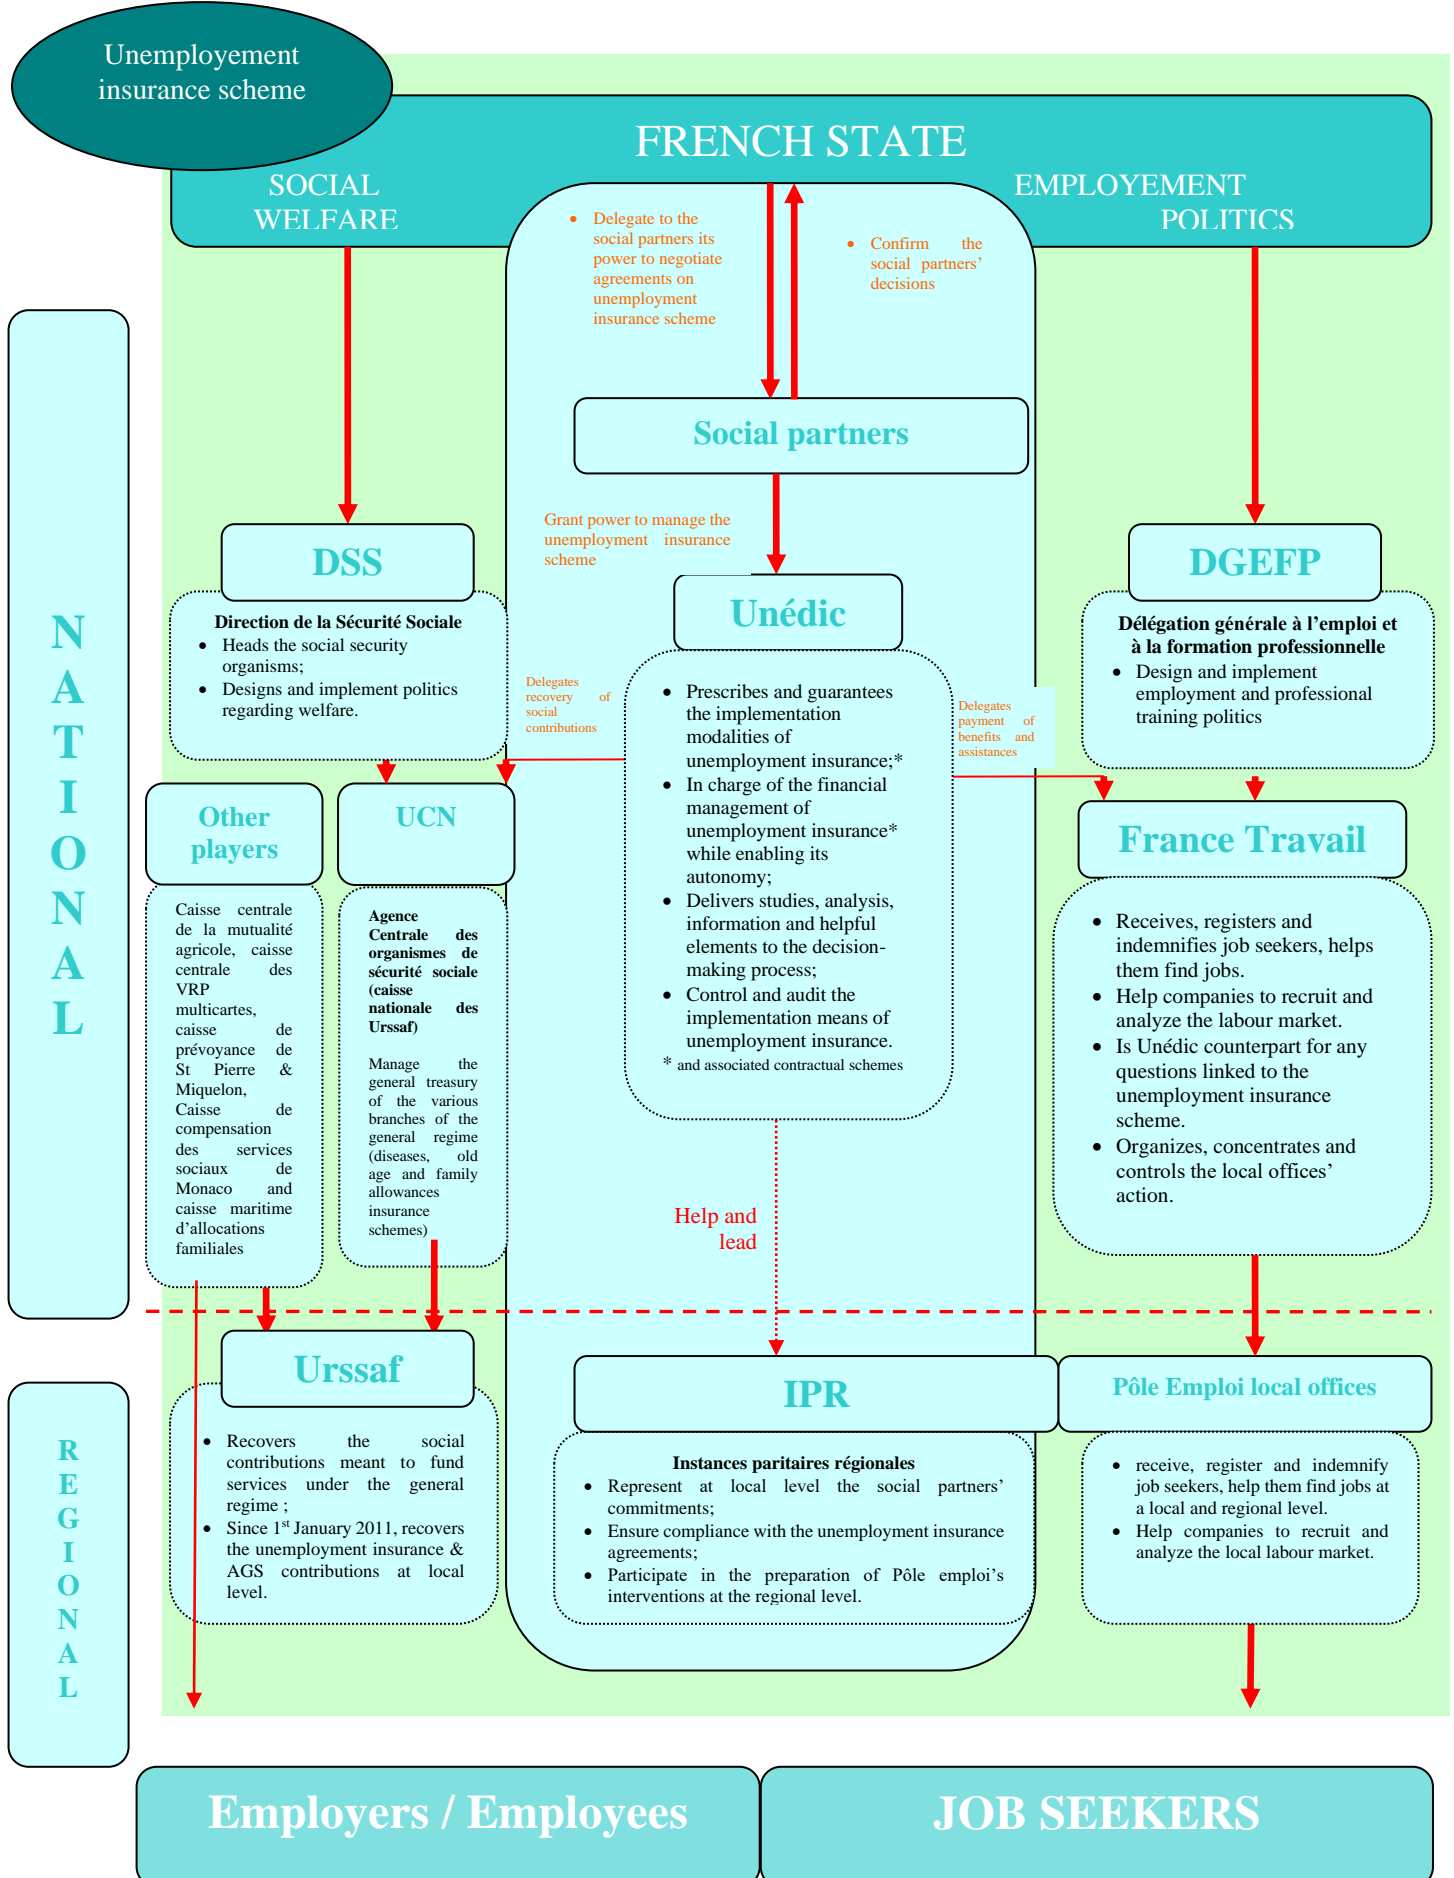 Unemployement
insurance scheme
FRENCH STATE
SOCIAL
WELFARE
EMPLOYEMENT
POLITICS
• Delegate to the
social partners its
power to negotiate
agreements on
unemployment
insurance scheme
• Confirm the
social partners’
decisions
Social partners
Grant power to manage the
unemployment insurance
scheme
NATIONAL
DSS
Direction de la Sécurité Sociale
• Heads the social security
organisms;
• Designs and implement politics
regarding welfare.
Unédic
• Prescribes and guarantees
the implementation
modalities of
unemployment insurance;*
• In charge of the financial
management of
unemployment insurance*
while enabling its
autonomy;
• Delivers studies, analysis,
information and helpful
elements to the decision-
making process;
• Control and audit the
implementation means of
unemployment insurance.
* and associated contractual schemes
DGEFP
Délégation générale à l’emploi et
à la formation professionnelle
• Design and implement
employment and professional
training politics
Delegates
recovery of
social
contributions
Delegates
payment of
benefits and
assistances
Other
players
Caisse centrale
de la mutualité
agricole, caisse
centrale des
VRP
multicartes,
caisse de
prévoyance de
St Pierre &
Miquelon,
Caisse de
compensation
des services
sociaux de
Monaco and
caisse maritime
d’allocations
familiales
UCN
Agence
Centrale des
organismes de
sécurité sociale
(caisse
nationale des
Urssaf)
Manage the
general treasury
of the various
branches of the
general regime
(diseases, old
age and family
allowances
insurance
schemes)
France Travail
• Receives, registers and
indemnifies job seekers, helps
them find jobs.
• Help companies to recruit and
analyze the labour market.
• Is Unédic counterpart for any
questions linked to the
unemployment insurance
scheme.
• Organizes, concentrates and
controls the local offices’
action.
Help and
lead
REGIONAL
Urssaf
• Recovers the social
contributions meant to fund
services under the general
regime ;
• Since 1st January 2011, recovers
the unemployment insurance &
AGS contributions at local
level.
IPR
Instances paritaires régionales
• Represent at local level the social partners’
commitments;
• Ensure compliance with the unemployment insurance
agreements;
• Participate in the preparation of Pôle emploi’s
interventions at the regional level.
Pôle Emploi local offices
• receive, register and indemnify
job seekers, help them find jobs at
a local and regional level.
• Help companies to recruit and
analyze the local labour market.
Employers / Employees
JOB SEEKERS